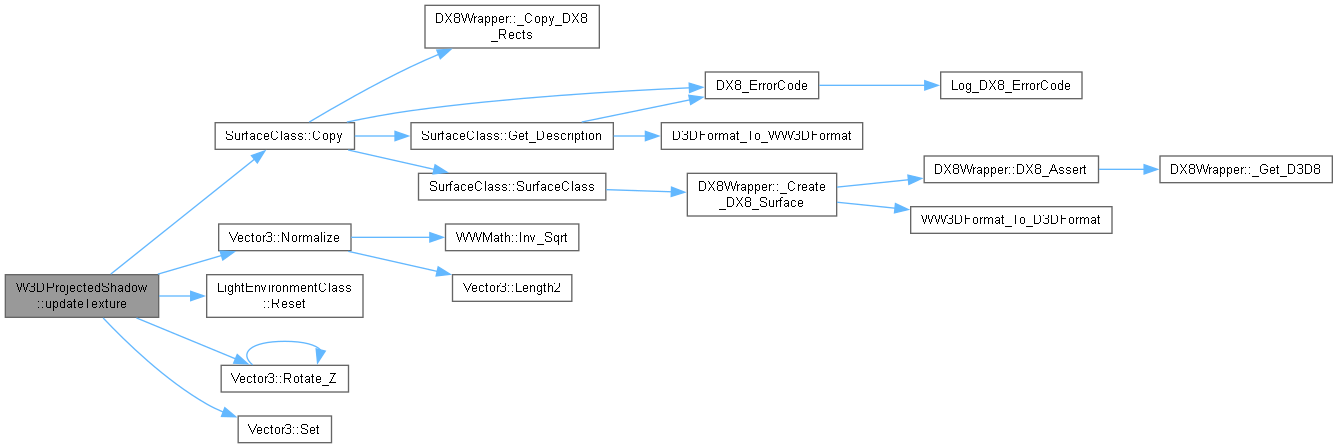 DX8Wrapper::_Copy_DX8
_Rects
DX8_ErrorCode
Log_DX8_ErrorCode
SurfaceClass::Copy
SurfaceClass::Get_Description
D3DFormat_To_WW3DFormat
SurfaceClass::SurfaceClass
DX8Wrapper::_Create
_DX8_Surface
DX8Wrapper::DX8_Assert
DX8Wrapper::_Get_D3D8
WW3DFormat_To_D3DFormat
Vector3::Normalize
WWMath::Inv_Sqrt
Vector3::Length2
W3DProjectedShadow
::updateTexture
LightEnvironmentClass
::Reset
Vector3::Rotate_Z
Vector3::Set